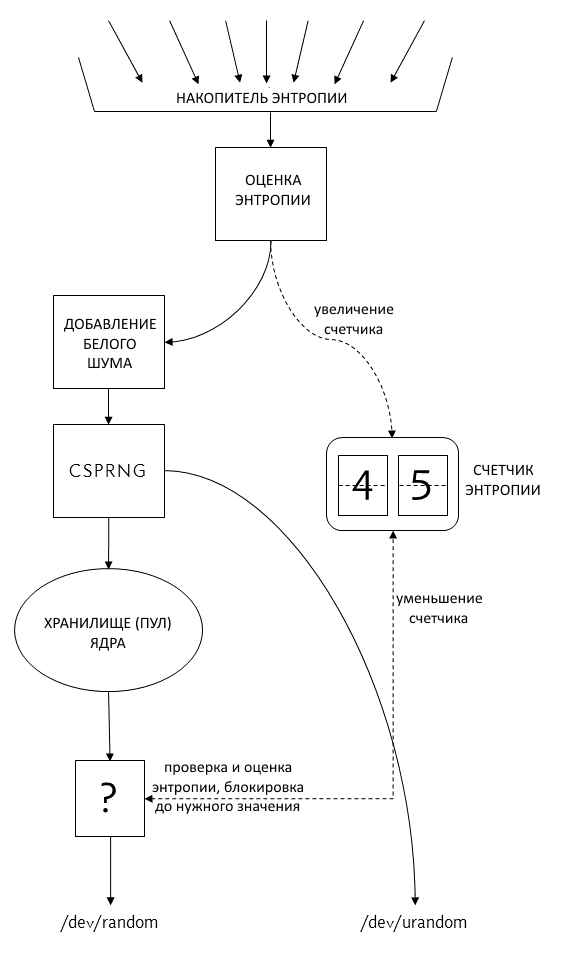 НАКОПИТЕЛЬ ЭНТРОПИИ
ОЦЕНКА
ЭНТРОПИИ
увеличение
счетчика
ДОБАВЛЕНИЕ
БЕЛОГО
ШУМА
CSPRNG
4 5
СЧЕТЧИК
ЭНТРОПИИ
уменьшение
счетчика
ХРАНИЛИЩЕ (ПУЛ)
ЯДРА
проверка и оценка
энтропии, блокировка
до нужного значения
?
/dev/random
/dev/urandom